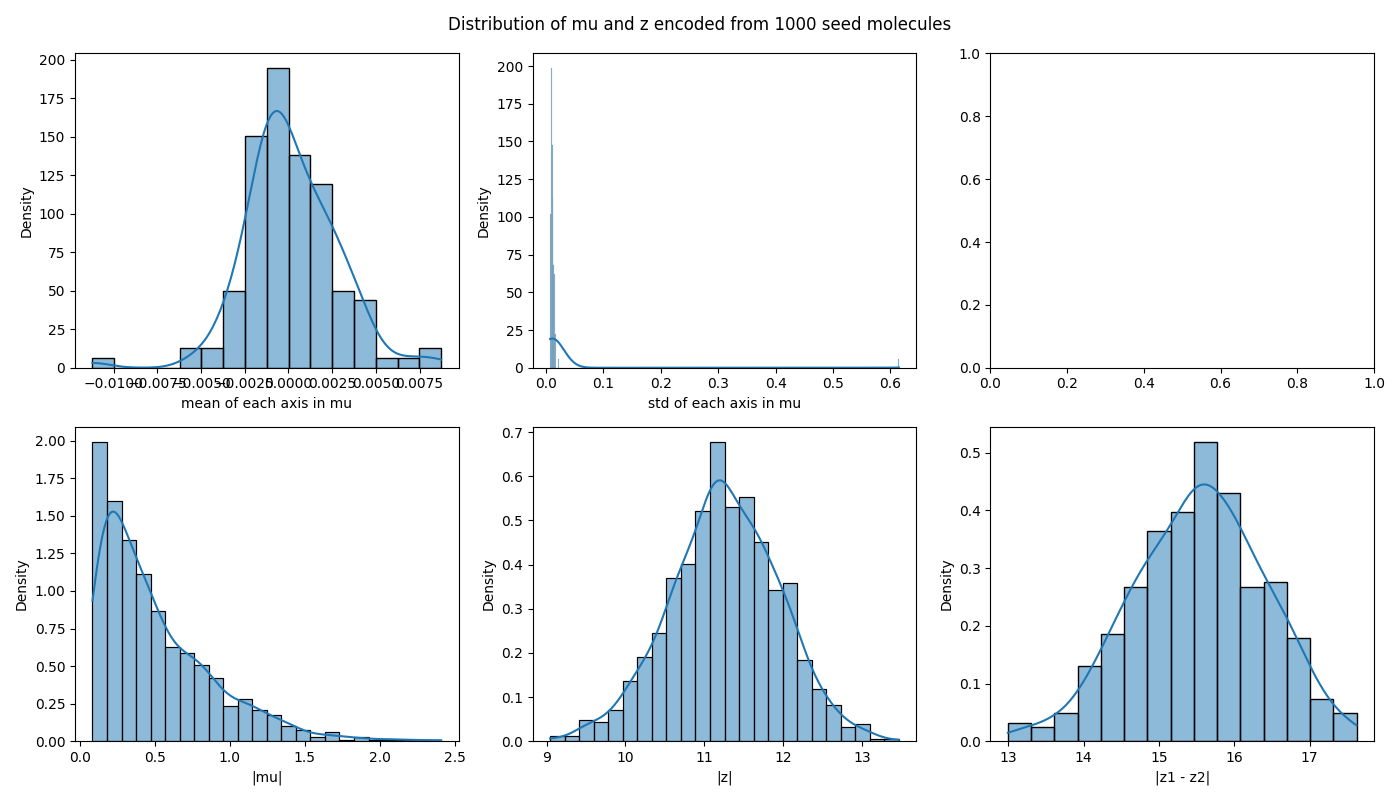 Distribution of mu and z encoded from 1000 seed molecules
200
175
150
125
100
75
50
25
0
Density
−0.0100 −0.0075 −0.0050 −0.0025 0.0000 0.0025 0.0050 0.0075
mean of each axis in mu
200
175
150
125
100
75
50
25
0
Density
0.0 0.1 0.2 0.3 0.4 0.5 0.6
std of each axis in mu
1.0
0.8
0.6
0.4
0.2
0.0
0.0 0.2 0.4 0.6 0.8 1.0
2.00
1.75
1.50
1.25
1.00
0.75
0.50
0.25
0.00
Density
0.0 0.5 1.0 1.5 2.0 2.5
|mu|
0.7
0.6
0.5
0.4
0.3
0.2
0.1
0.0
Density
9 10 11 12 13
|z|
0.5
0.4
0.3
0.2
0.1
0.0
Density
13 14 15 16 17
|z1 - z2|